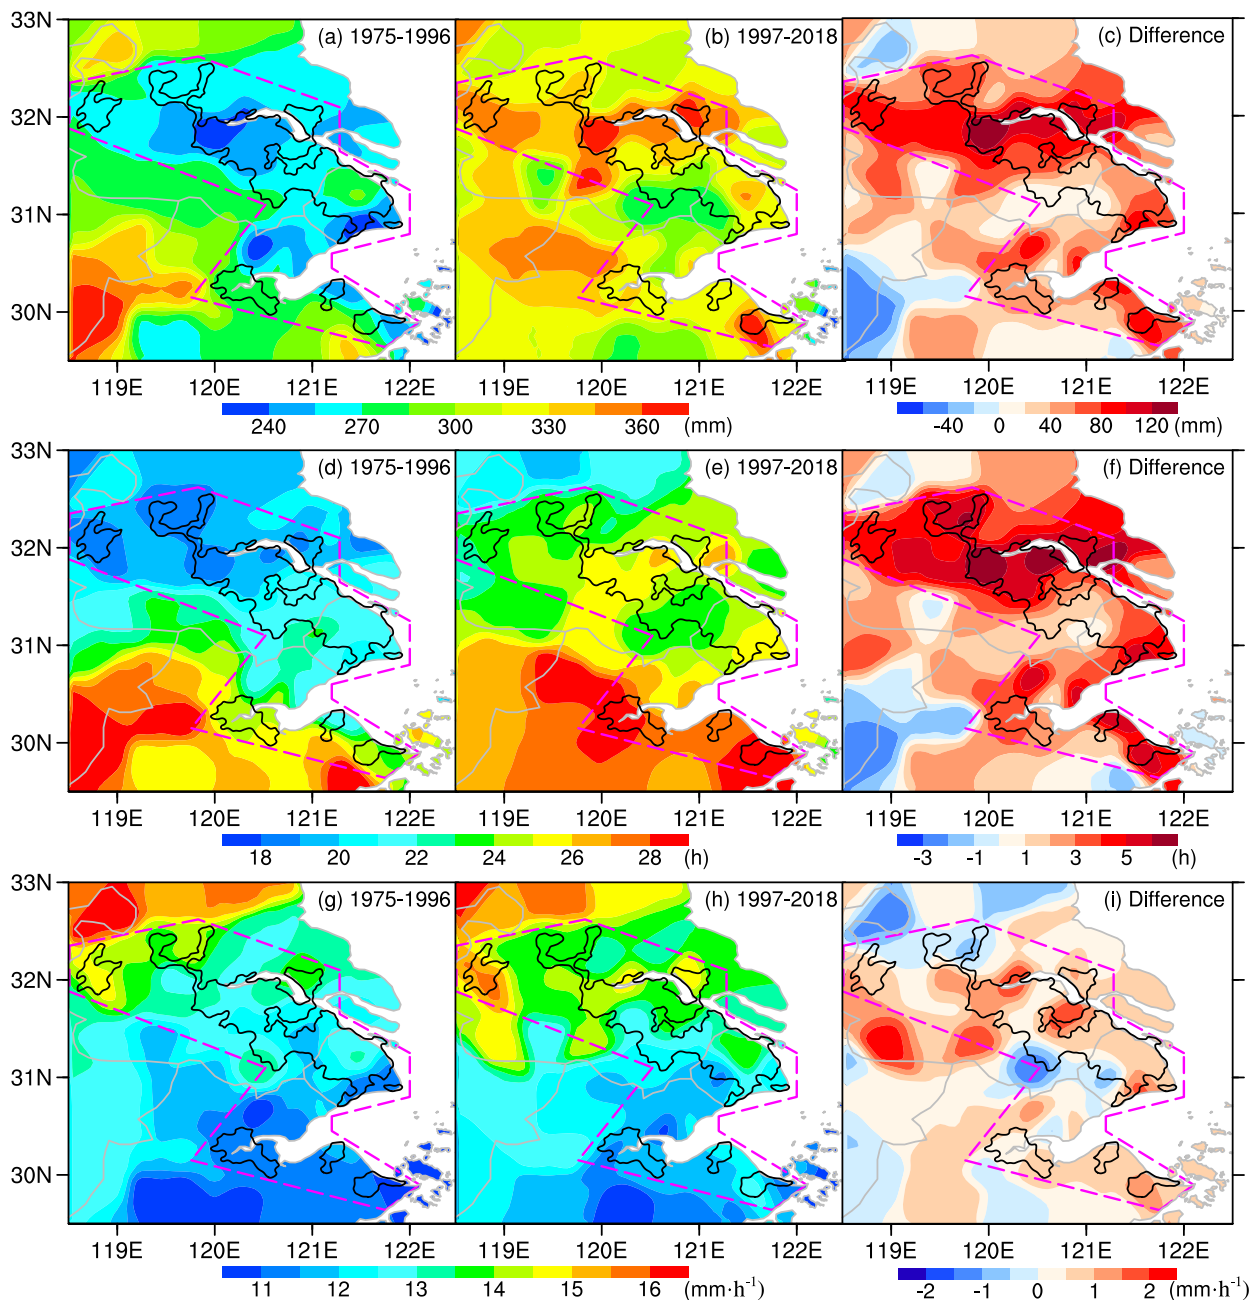 33N (a) 1975-1996 (b) 1997-2018 (c) Difference
32N
31N
30N
119E 120E 121E 122E 119E 120E 121E 122E 119E 120E 121E 122E
240 270 300 330 360 (mm) -40 0 40 80 120 (mm)
33N (d) 1975-1996 (e) 1997-2018 (f) Difference
32N
31N
30N
119E 120E 121E 122E 119E 120E 121E 122E 119E 120E 121E 122E
18 20 22 24 26 28 (h) -3 -1 1 3 5 (h)
33N (g) 1975-1996 (h) 1997-2018 (i) Difference
32N
31N
30N
119E 120E 121E 122E 119E 120E 121E 122E 119E 120E 121E 122E
11 12 13 14 15 16 (mm·h⁻¹) -2 -1 0 1 2 (mm·h⁻¹)